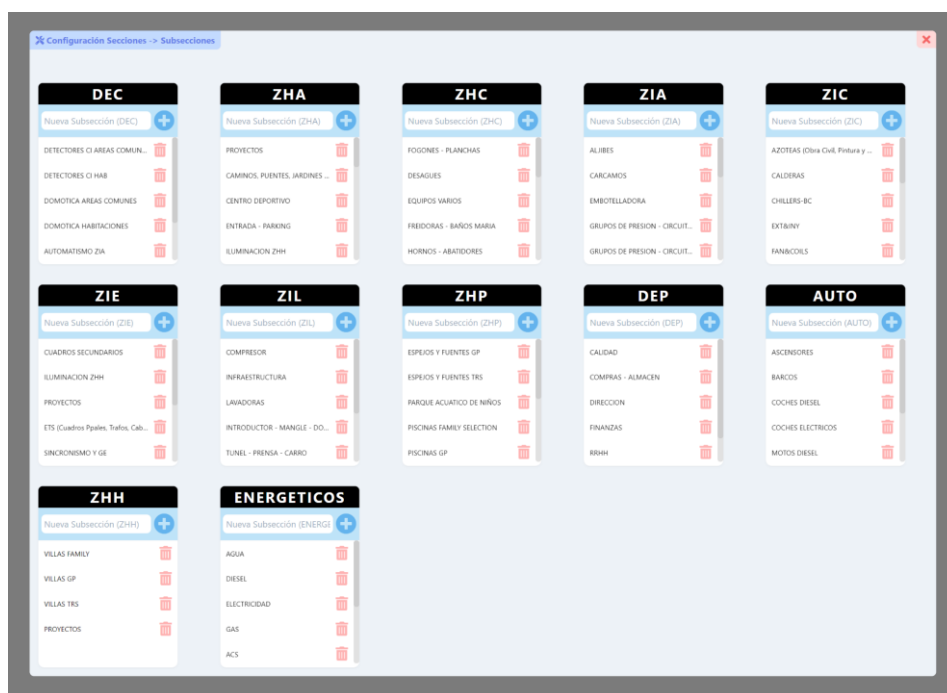 Configuración Secciones -> Subsecciones
DEC
Nueva Subsección (DEC)
DETECTORES CI AREAS COMUN...
DETECTORES CI HAB
DOMOTICA AREAS COMUNES
DOMOTICA HABITACIONES
AUTOMATISMO ZIA
ZHA
Nueva Subsección (ZHA)
PROYECTOS
CAMINOS, PUENTES, JARDINES ...
CENTRO DEPORTIVO
ENTRADA - PARKING
ILUMINACION ZHH
ZHC
Nueva Subsección (ZHC)
FOGONES - PLANCHAS
DESAGUES
EQUIPOS VARIOS
FREIDORAS - BAÑOS MARIA
HORNOS - ABATIDORES
ZIA
Nueva Subsección (ZIA)
ALJIBES
CARCAMOS
EMBOTELLADORA
GRUPOS DE PRESION - CIRCUIT...
GRUPOS DE PRESION - CIRCUIT...
ZIC
Nueva Subsección (ZIC)
AZOTEAS (Obra Civil, Pintura y ...
CALDERAS
CHILLERS-BC
EXT&INY
FAN&COILS
ZIE
Nueva Subsección (ZIE)
CUADROS SECUNDARIOS
ILUMINACION ZHH
PROYECTOS
ETS (Cuadros Ppales, Trafos, Cab...
SINCRONISMO Y GE
ZIL
Nueva Subsección (ZIL)
COMPRESOR
INFRAESTRUCTURA
LAVADORAS
INTRODUCTOR - MANGLE - DO...
TUNEL - PRENSA - CARRO
ZHP
Nueva Subsección (ZHP)
ESPEJOS Y FUENTES GP
ESPEJOS Y FUENTES TRS
PARQUE ACUATICO DE NIÑOS
PISCINAS FAMILY SELECTION
PISCINAS GP
DEP
Nueva Subsección (DEP)
CALIDAD
COMPRAS - ALMACEN
DIRECCION
FINANZAS
RRHH
AUTO
Nueva Subsección (AUTO)
ASCENSORES
BARCOS
COCHES DIESEL
COCHES ELECTRICOS
MOTOS DIESEL
ZHH
Nueva Subsección (ZHH)
VILLAS FAMILY
VILLAS GP
VILLAS TRS
PROYECTOS
ENERGETICOS
Nueva Subsección (ENERGE
AGUA
DIESEL
ELECTRICIDAD
GAS
ACS